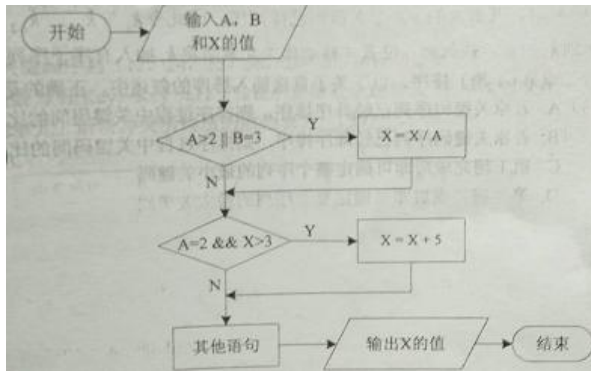 开始
输入A，B
和X的值
A>2 || B=3
Y
X = X / A
N
A=2 && X>3
Y
X = X + 5
N
其他语句
输出X的值
结束